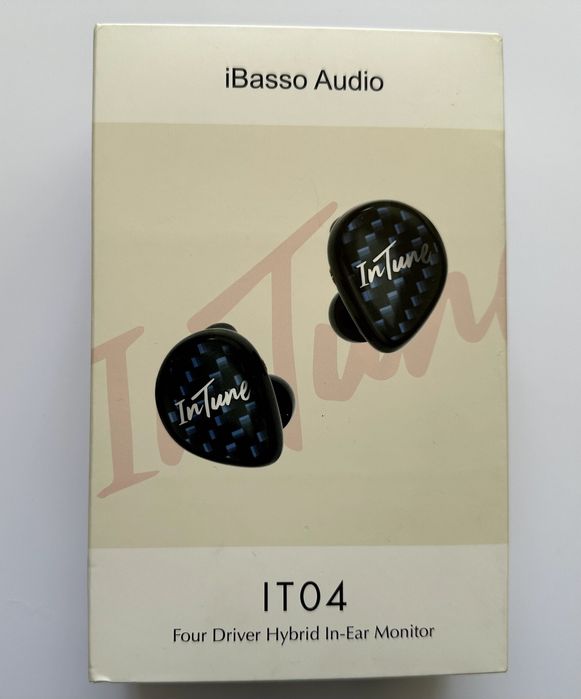 iBasso Audio
InTune
InTune
InTune
IT04
Four Driver Hybrid In-Ear Monitor